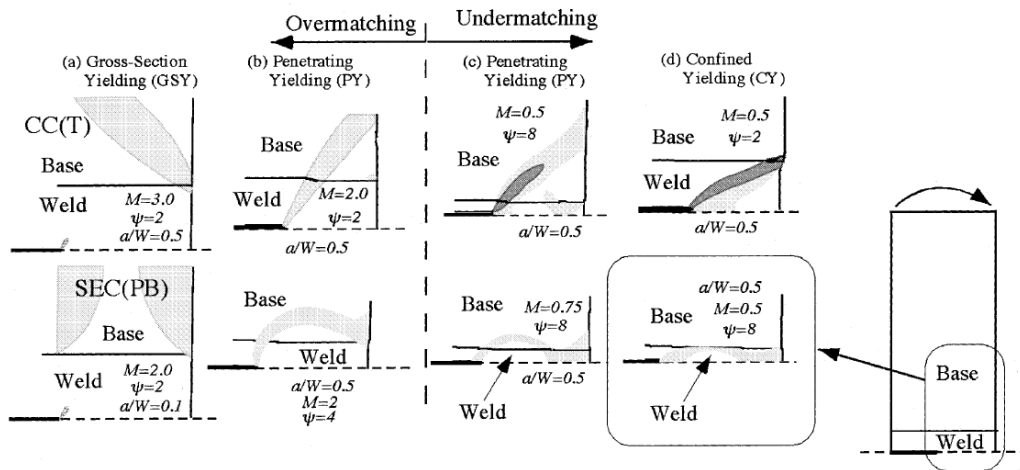 Overmatching
Undermatching
(a) Gross-Section
Yielding (GSY)
(b) Penetrating
Yielding (PY)
(c) Penetrating
Yielding (PY)
(d) Confined
Yielding (CY)
CC(T)
Base
Weld
M=3.0
ψ=2
a/W=0.5
Base
Weld
M=2.0
ψ=2
a/W=0.5
M=0.5
ψ=8
Base
a/W=0.5
M=0.5
ψ=2
Base
Weld
a/W=0.5
SEC(PB)
Base
Weld
M=2.0
ψ=2
a/W=0.1
Base
Weld
a/W=0.5
M=2
ψ=4
Base
M=0.75
ψ=8
a/W=0.5
Weld
a/W=0.5
Base
M=0.5
ψ=8
Weld
Base
Weld